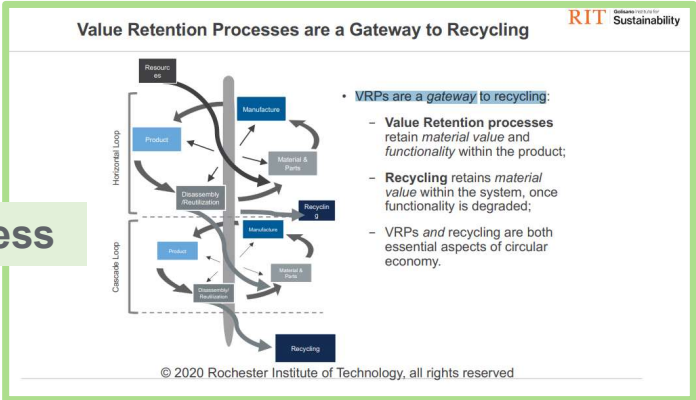 Value Retention Processes are a Gateway to Recycling
RIT
Golisano Institute for
Sustainability
Resourc
es
Manufacture
Product
Material &
Parts
Disassembly
/Reutilization
Horizontal Loop
Recyclin
g
Manufacture
Product
Material &
Parts
Disassembly/
Reutilization
Cascade Loop
Recycling
ess
• VRPs are a gateway to recycling:
– Value Retention processes
retain material value and
functionality within the product;
– Recycling retains material
value within the system, once
functionality is degraded;
– VRPs and recycling are both
essential aspects of circular
economy.
© 2020 Rochester Institute of Technology, all rights reserved